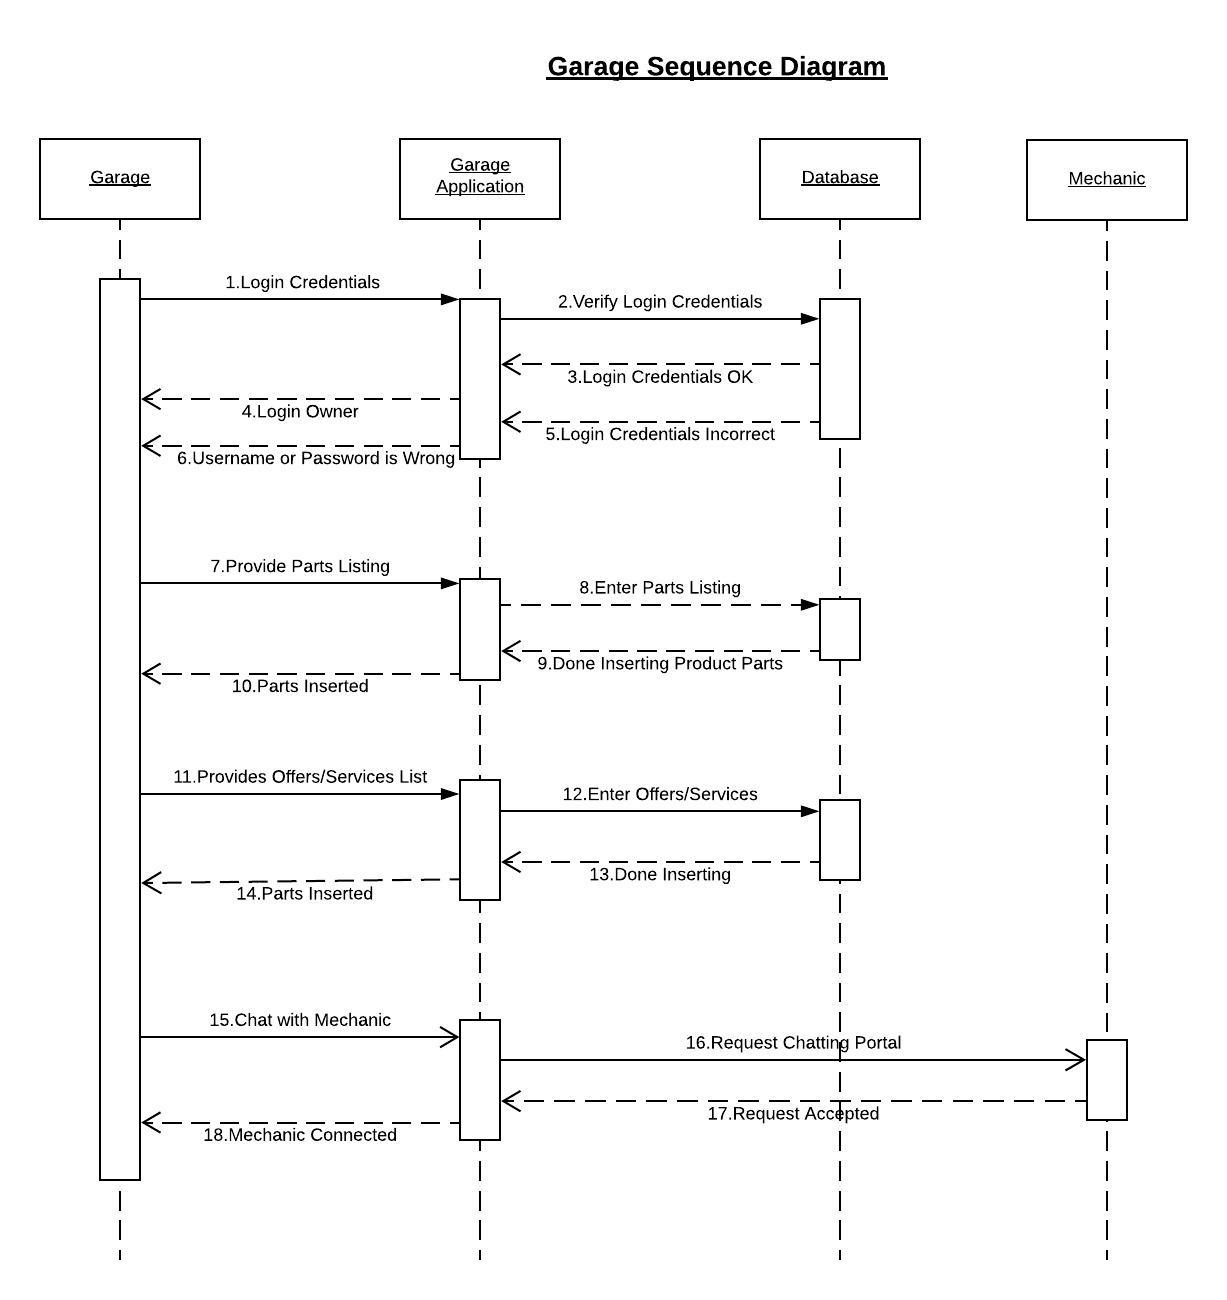 Garage Sequence Diagram
Garage
Garage
Application
Database
Mechanic
1.Login Credentials
2.Verify Login Credentials
3.Login Credentials OK
4.Login Owner
5.Login Credentials Incorrect
6.Username or Password is Wrong
7.Provide Parts Listing
8.Enter Parts Listing
9.Done Inserting Product Parts
10.Parts Inserted
11.Provides Offers/Services List
12.Enter Offers/Services
13.Done Inserting
14.Parts Inserted
15.Chat with Mechanic
16.Request Chatting Portal
17.Request Accepted
18.Mechanic Connected